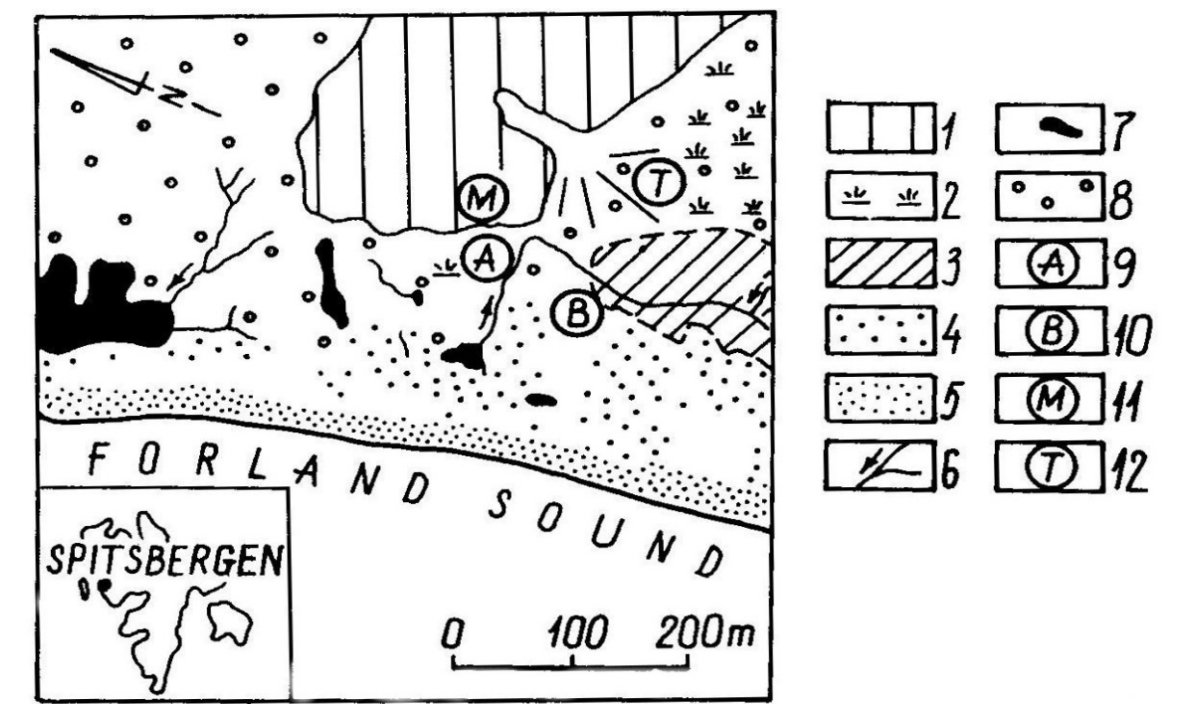 N
M
T
A
B
FORLAND SOUND
SPITSBERGEN
0 100 200m
1 7
2 8
3 A 9
4 B 10
5 M 11
6 T 12